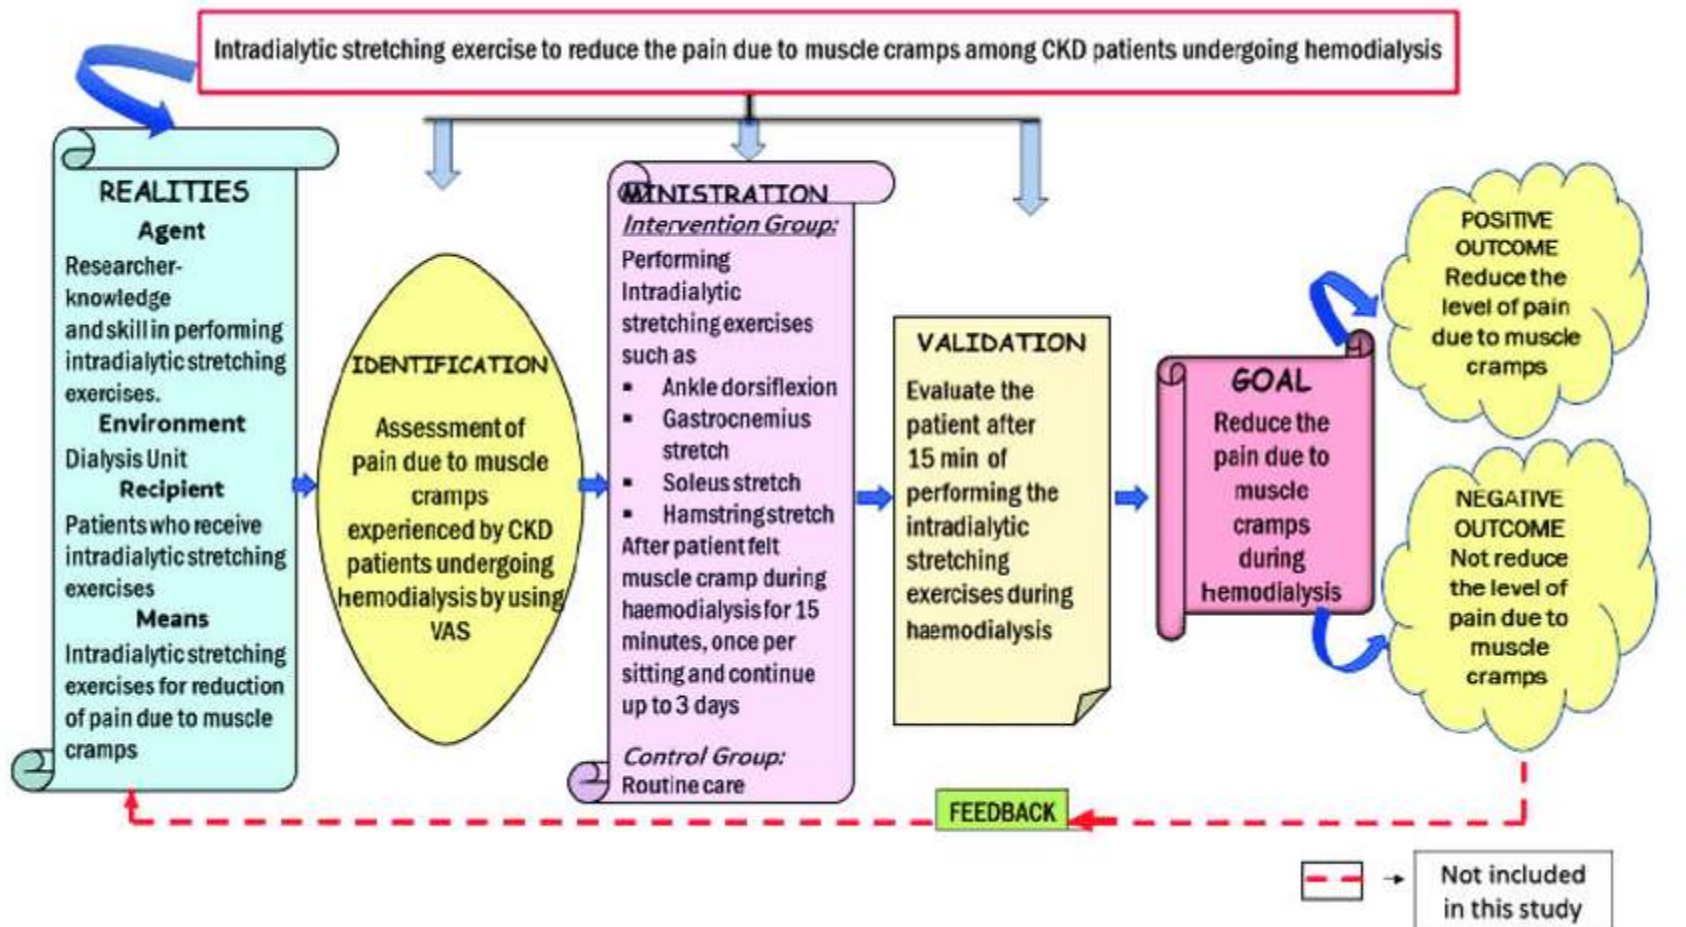 Intradialytic stretching exercise to reduce the pain due to muscle cramps among CKD patients undergoing hemodialysis
REALITIES
Agent
Researcher-
knowledge
and skill in performing
intradialytic stretching
exercises.
Environment
Dialysis Unit
Recipient
Patients who receive
intradialytic stretching
exercises
Means
Intradialytic stretching
exercises for reduction
of pain due to muscle
cramps
IDENTIFICATION
Assessment of
pain due to muscle
cramps
experienced by CKD
patients undergoing
hemodialysis by using
VAS
MINISTRATION
Intervention Group:
Performing
Intradialytic
stretching exercises
such as
▪ Ankle dorsiflexion
▪ Gastrocnemius
stretch
▪ Soleus stretch
▪ Hamstring stretch
After patient felt
muscle cramp during
haemodialysis for 15
minutes, once per
sitting and continue
up to 3 days
Control Group:
Routine care
VALIDATION
Evaluate the
patient after
15 min of
performing the
intradialytic
stretching
exercises during
haemodialysis
GOAL
Reduce the
pain due to
muscle
cramps
during
hemodialysis
POSITIVE
OUTCOME
Reduce the
level of pain
due to muscle
cramps
NEGATIVE
OUTCOME
Not reduce
the level of
pain due to
muscle
cramps
FEEDBACK
Not included
in this study